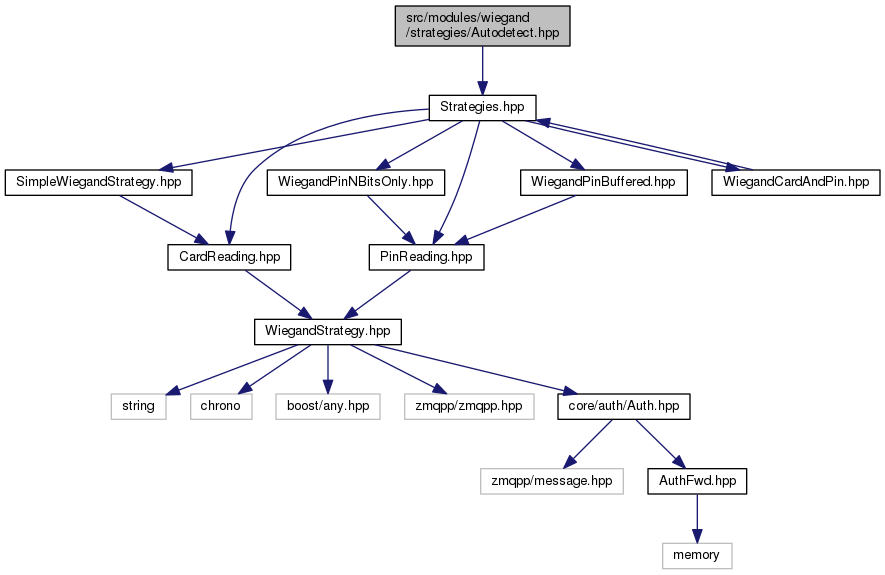 src/modules/wiegand
/strategies/Autodetect.hpp
Strategies.hpp
SimpleWiegandStrategy.hpp
WiegandPinNBitsOnly.hpp
WiegandPinBuffered.hpp
WiegandCardAndPin.hpp
CardReading.hpp
PinReading.hpp
WiegandStrategy.hpp
string
chrono
boost/any.hpp
zmqpp/zmqpp.hpp
core/auth/Auth.hpp
zmqpp/message.hpp
AuthFwd.hpp
memory